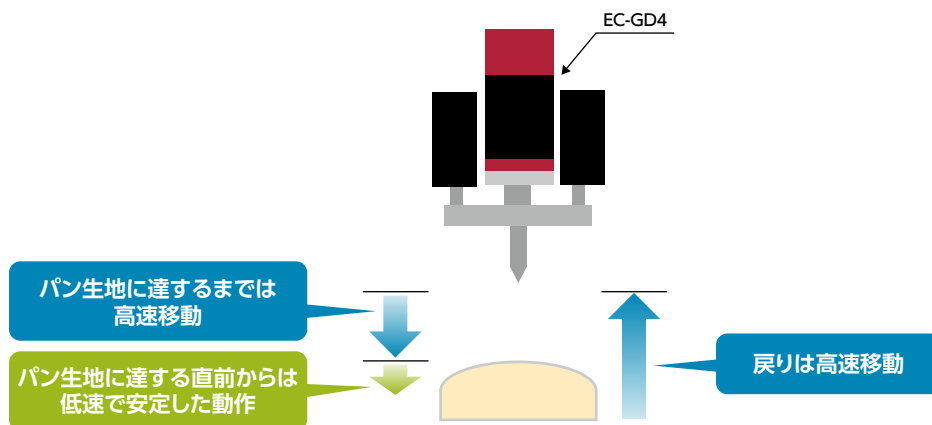 EC-GD4
パン生地に達するまでは
高速移動
パン生地に達する直前からは
低速で安定した動作
戻りは高速移動